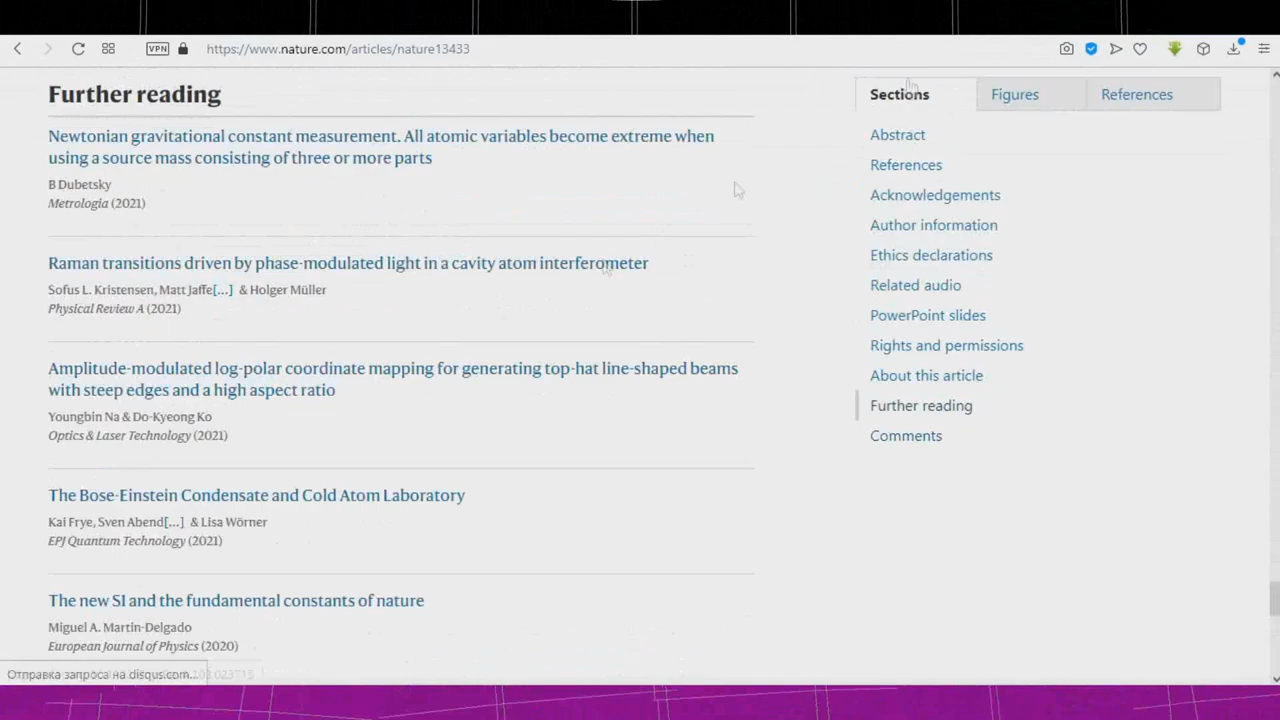 VPN
https://www.nature.com/articles/nature13433
Further reading
Sections
Figures
References
Newtonian gravitational constant measurement. All atomic variables become extreme when
using a source mass consisting of three or more parts
B Dubetsky
Metrologia (2021)
Raman transitions driven by phase-modulated light in a cavity atom interferometer
Sofus L. Kristensen, Matt Jaffe[...] & Holger Müller
Physical Review A (2021)
Amplitude-modulated log-polar coordinate mapping for generating top-hat line-shaped beams
with steep edges and a high aspect ratio
Youngbin Na & Do-Kyeong Ko
Optics & Laser Technology (2021)
The Bose-Einstein Condensate and Cold Atom Laboratory
Kai Frye, Sven Abend[...] & Lisa Wörner
EPJ Quantum Technology (2021)
The new SI and the fundamental constants of nature
Miguel A. Martin-Delgado
European Journal of Physics (2020)
Abstract
References
Acknowledgements
Author information
Ethics declarations
Related audio
PowerPoint slides
Rights and permissions
About this article
Further reading
Comments
Отправка запроса на disqus.com...